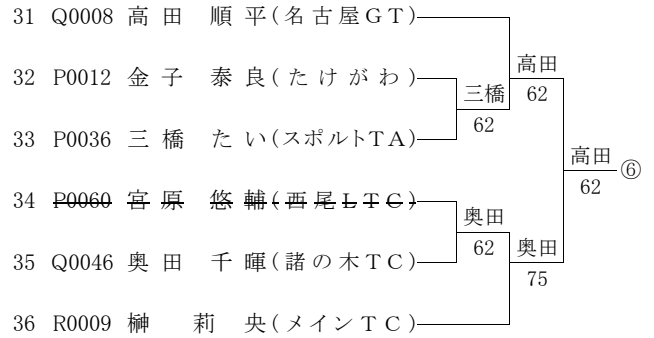 31 Q0008 高田 順平(名古屋GT)
高田
32 P0012 金子 泰良(たけがわ)
三橋 62
62
33 P0036 三橋 たい(スポルトTA)
高田
62 ⑥
34 P0060 宮原 悠輔(西尾LTC)
奥田
62 奥田
35 Q0046 奥田 千暉(諸の木TC)
75
36 R0009 榊 莉央(メインTC)